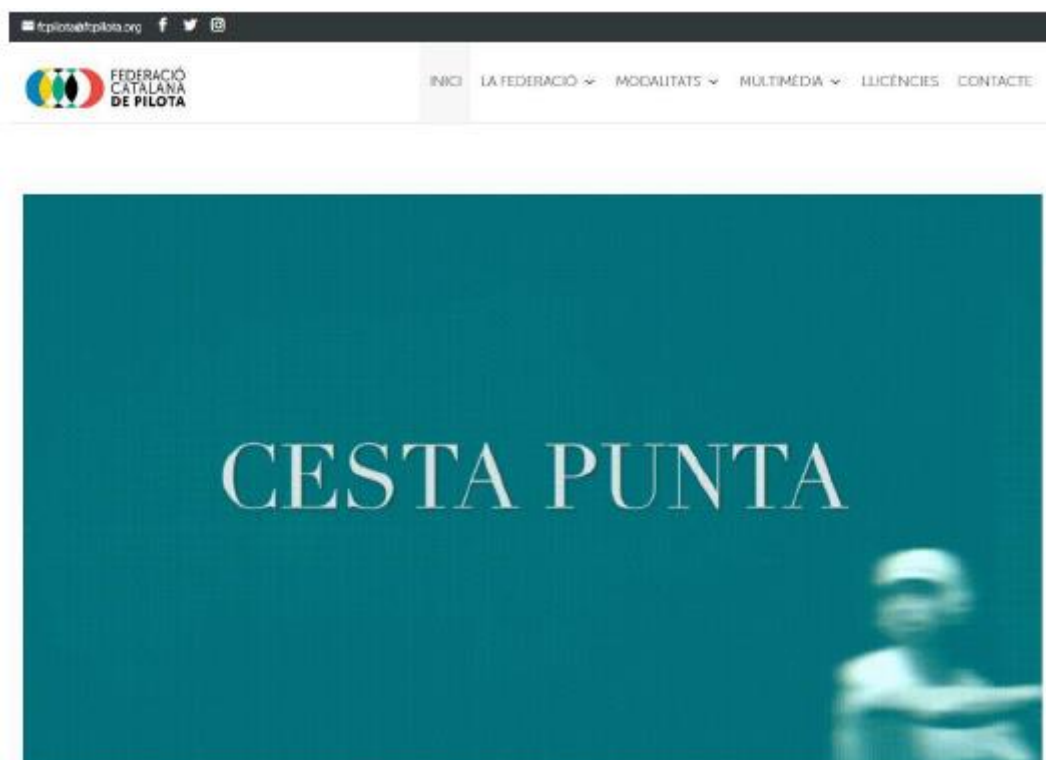 fcpilota@fcpilota.org
FEDERACIÓ
CATALANA
DE PILOTA
INICI LA FEDERACIÓ MODALITATS MULTIMÈDIA LLICÈNCIES CONTACTE
CESTA PUNTA